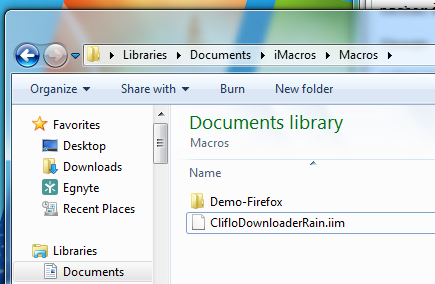 Libraries Documents iMacros Macros
Organize Share with Burn New folder
Favorites
Desktop
Downloads
Egnyte
Recent Places
Libraries
Documents
Documents library
Macros
Name
Demo-Firefox
ClifloDownloaderRain.iim